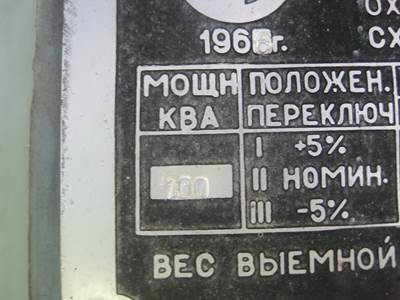 ОХ
196 г.
СХ
МОЩН ПОЛОЖЕН.
КВА ПЕРЕКЛЮЧ
I +5%
100 II НОМИН.
III -5%
ВЕС ВЫЕМНОЙ